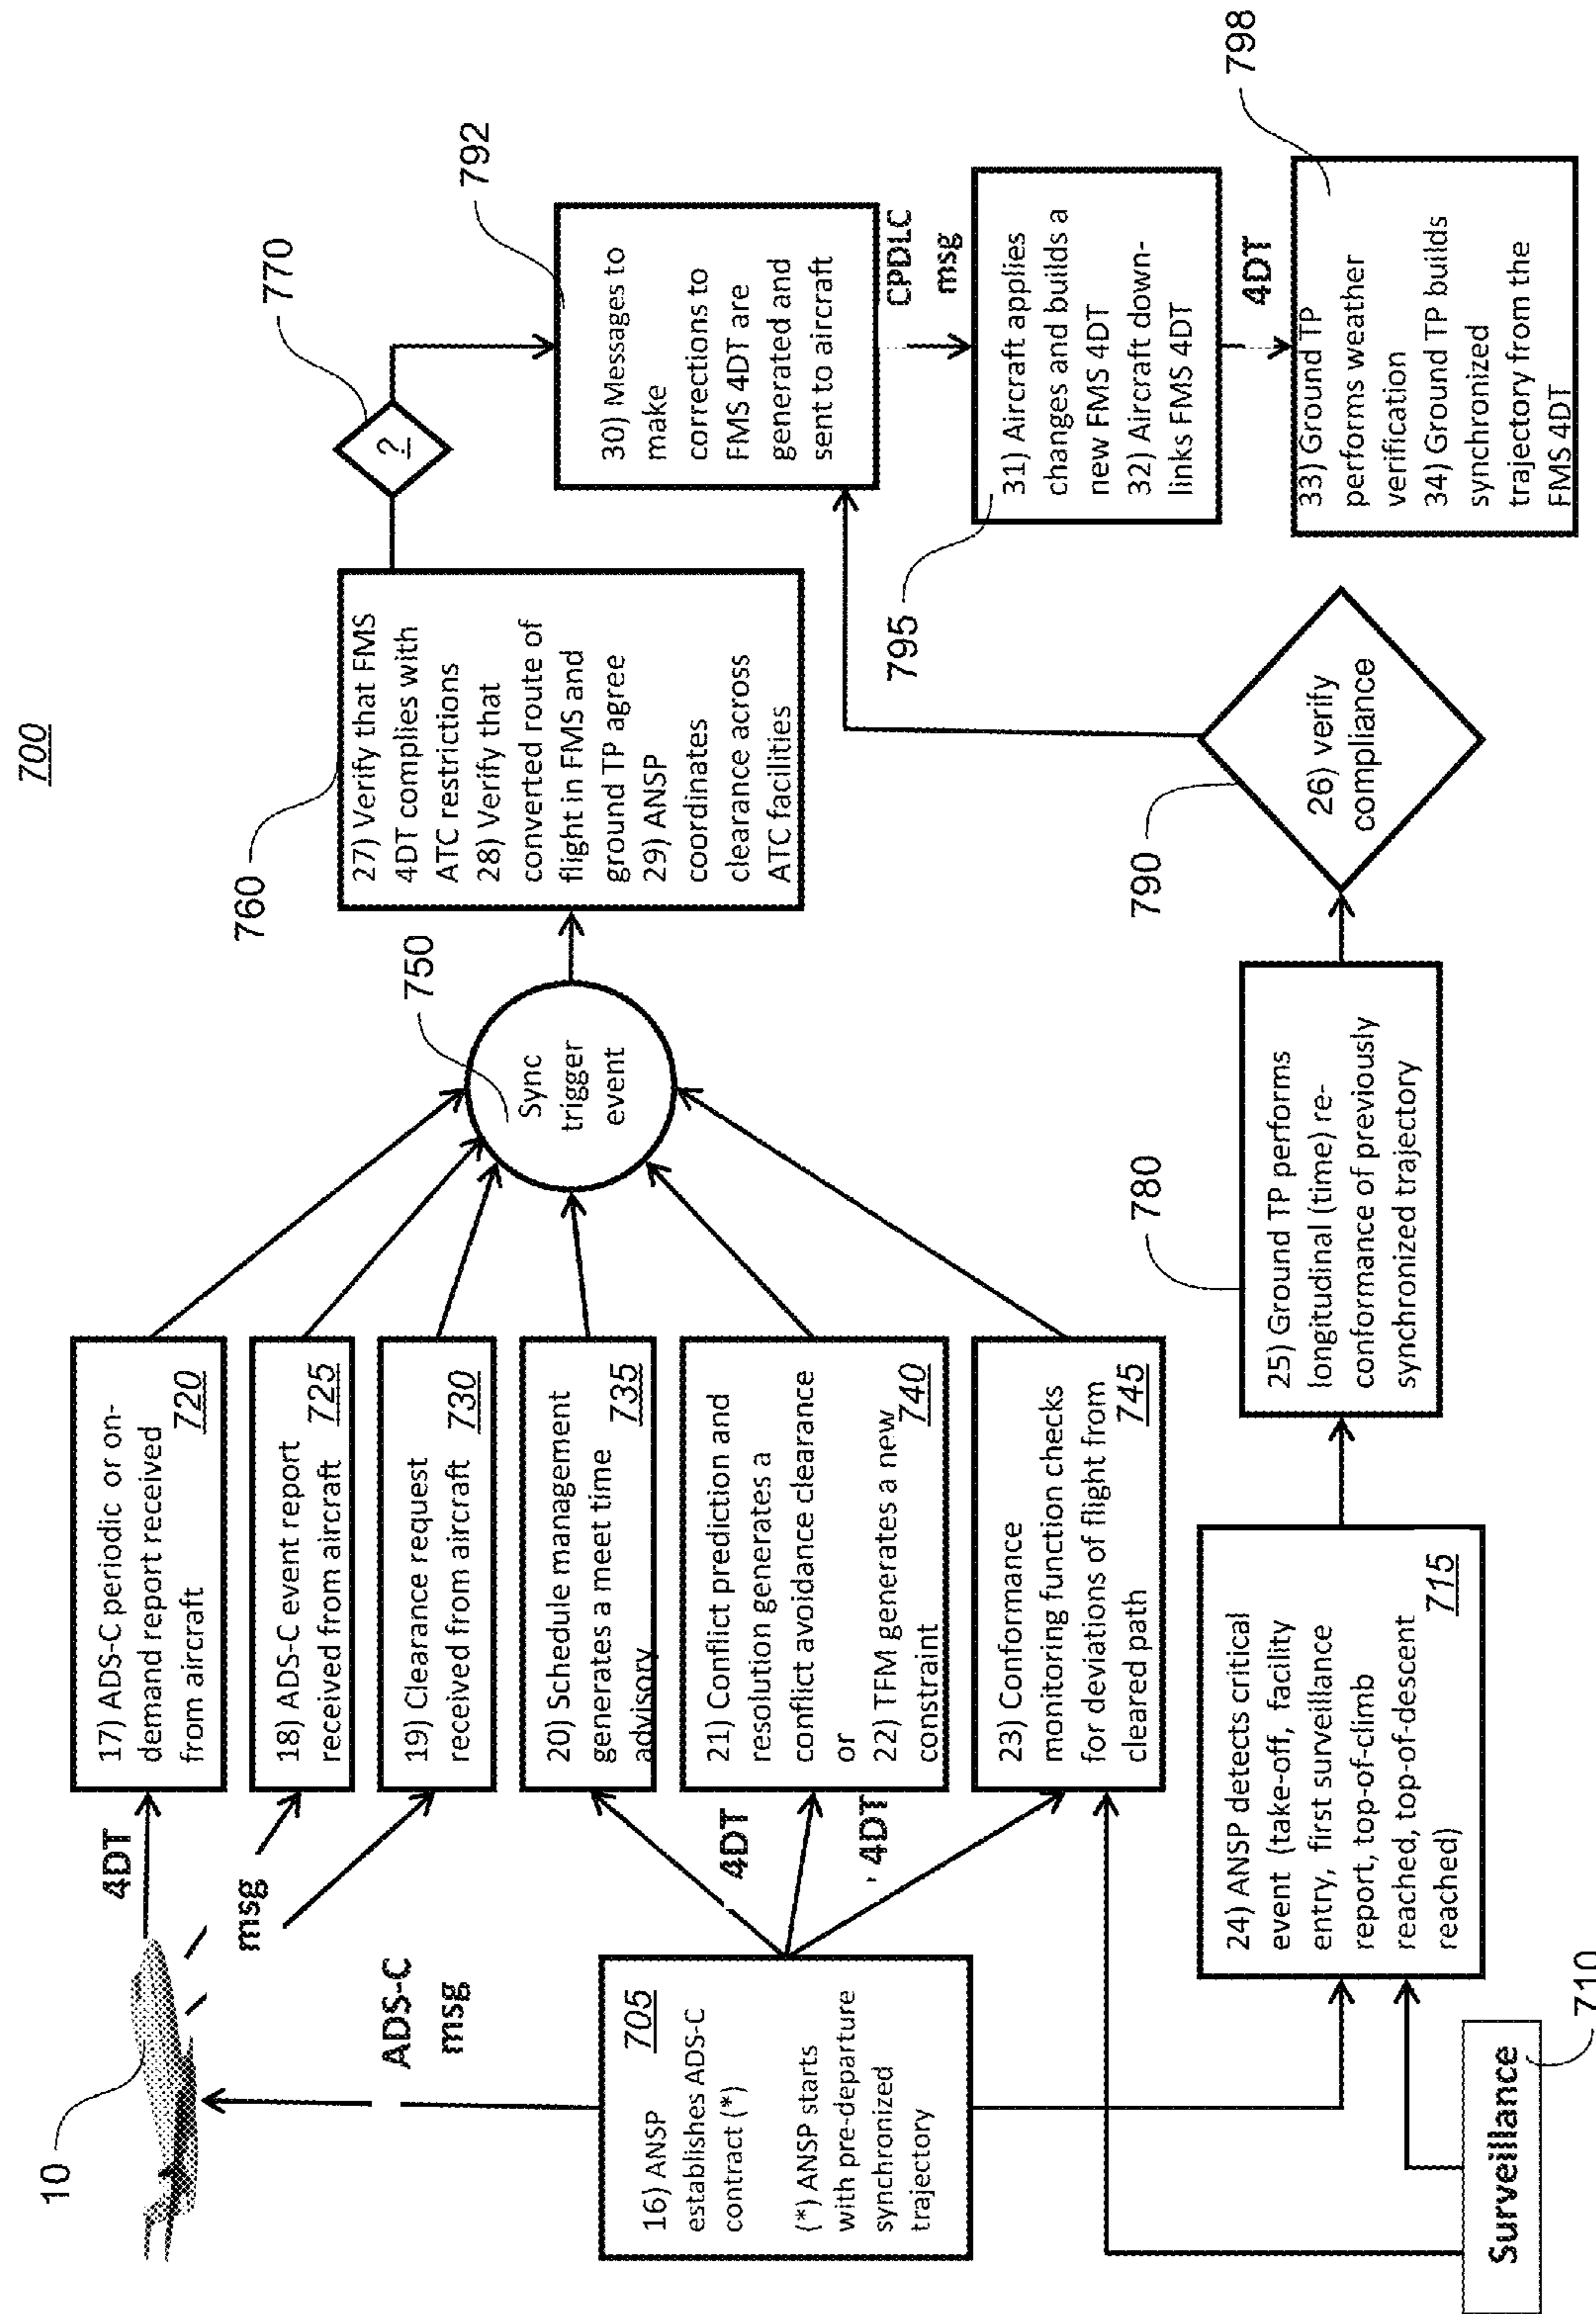 700
10
ADS-C
msg
4DT
msg
16) ANSP
705
establishes ADS-C
contract (*)
(*) ANSP starts
with pre-departure
synchronized
trajectory
4DT
4DT
Surveillance
710
17) ADS-C periodic or on-
demand report received
from aircraft
720
18) ADS-C event report
received from aircraft
725
19) Clearance request
received from aircraft
730
20) Schedule management
generates a meet time
advisory
735
21) Conflict prediction and
resolution generates a
conflict avoidance clearance
or
22) TFM generates a new
constraint
740
23) Conformance
monitoring function checks
for deviations of flight from
cleared path
745
24) ANSP detects critical
event (take-off, facility
entry, first surveillance
report, top-of-climb
reached, top-of-descent
reached)
715
Sync
trigger
event
750
25) Ground TP performs
longitudinal (time) re-
conformance of previously
synchronized trajectory
780
760
27) Verify that FMS
4DT complies with
ATC restrictions
28) Verify that
converted route of
flight in FMS and
ground TP agree
29) ANSP
coordinates
clearance across
ATC facilities
790
26) verify
compliance
?
770
30) Messages to
make
corrections to
FMS 4DT are
generated and
sent to aircraft
792
CPDLC
msg
795
31) Aircraft applies
changes and builds a
new FMS 4DT
32) Aircraft down-
links FMS 4DT
4DT
33) Ground TP
performs weather
verification
34) Ground TP builds
synchronized
trajectory from the
FMS 4DT
798